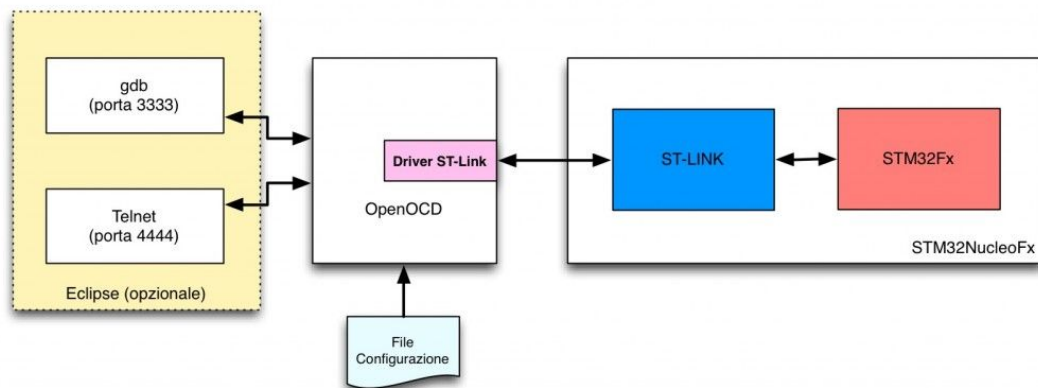 gdb
(porta 3333)
Telnet
(porta 4444)
Eclipse (opzionale)
Driver ST-Link
OpenOCD
File
Configurazione
ST-LINK
STM32Fx
STM32NucleoFx